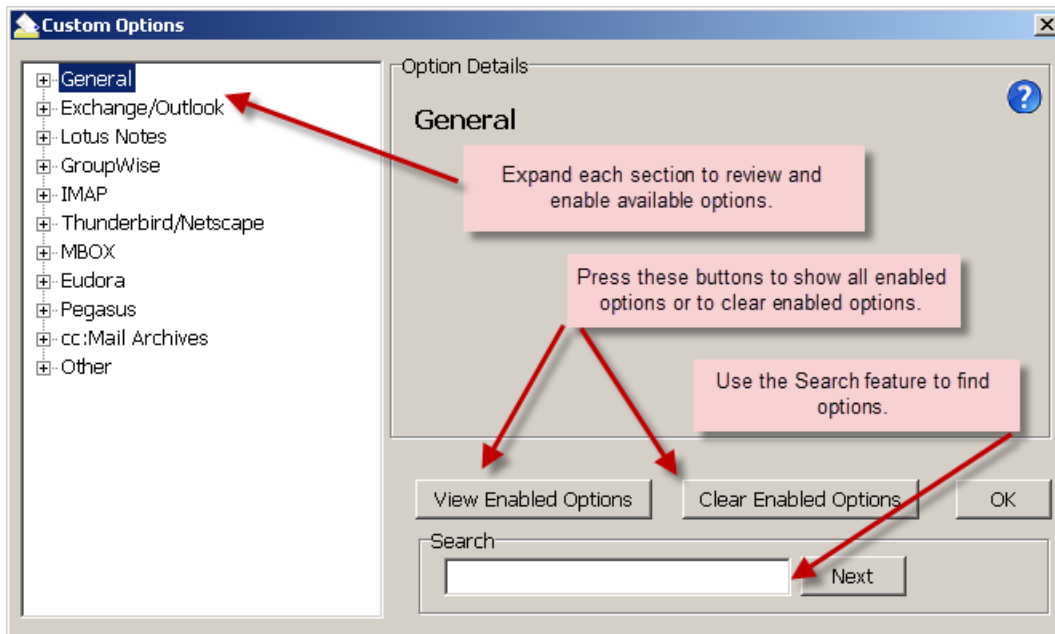 Custom Options
General
Exchange/Outlook
Lotus Notes
GroupWise
IMAP
Thunderbird/Netscape
MBOX
Eudora
Pegasus
cc:Mail Archives
Other
Option Details
?
General
Expand each section to review and
enable available options.
Press these buttons to show all enabled
options or to clear enabled options.
Use the Search feature to find
options.
View Enabled Options
Clear Enabled Options
OK
Search
Next